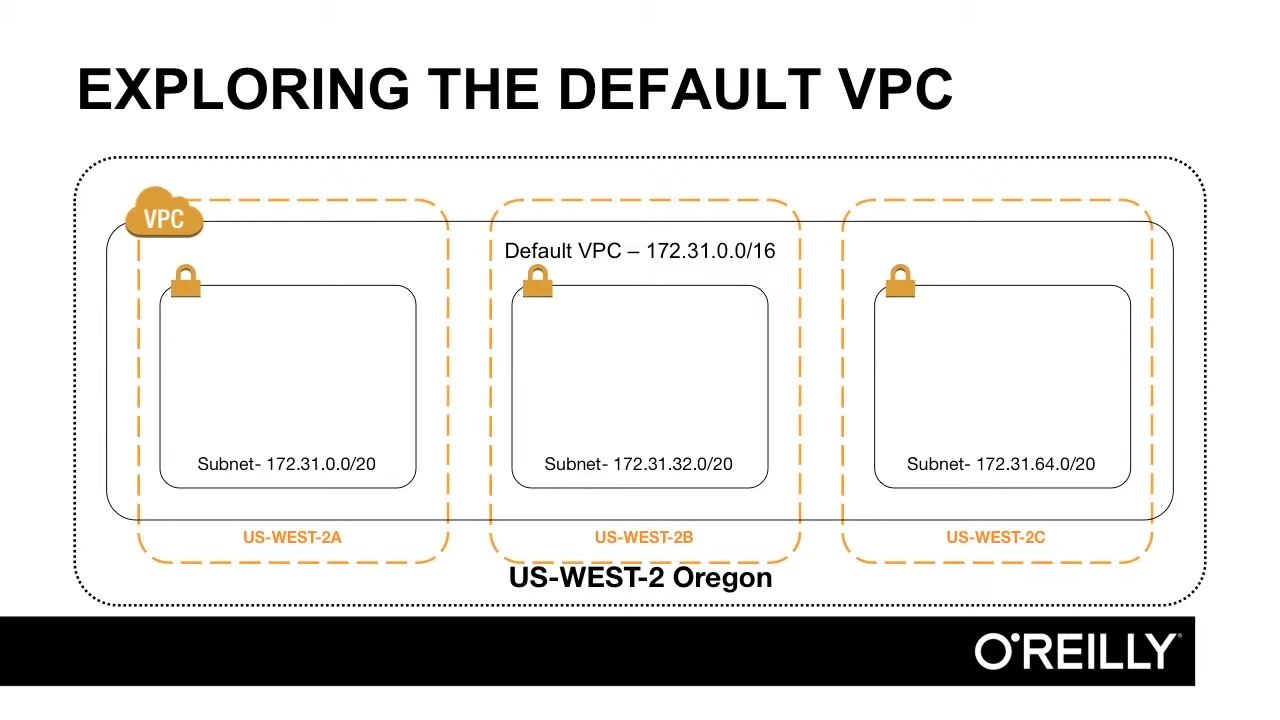 EXPLORING THE DEFAULT VPC
VPC
Default VPC – 172.31.0.0/16
Subnet- 172.31.0.0/20
Subnet- 172.31.32.0/20
Subnet- 172.31.64.0/20
US-WEST-2A
US-WEST-2B
US-WEST-2C
US-WEST-2 Oregon
O'REILLY®